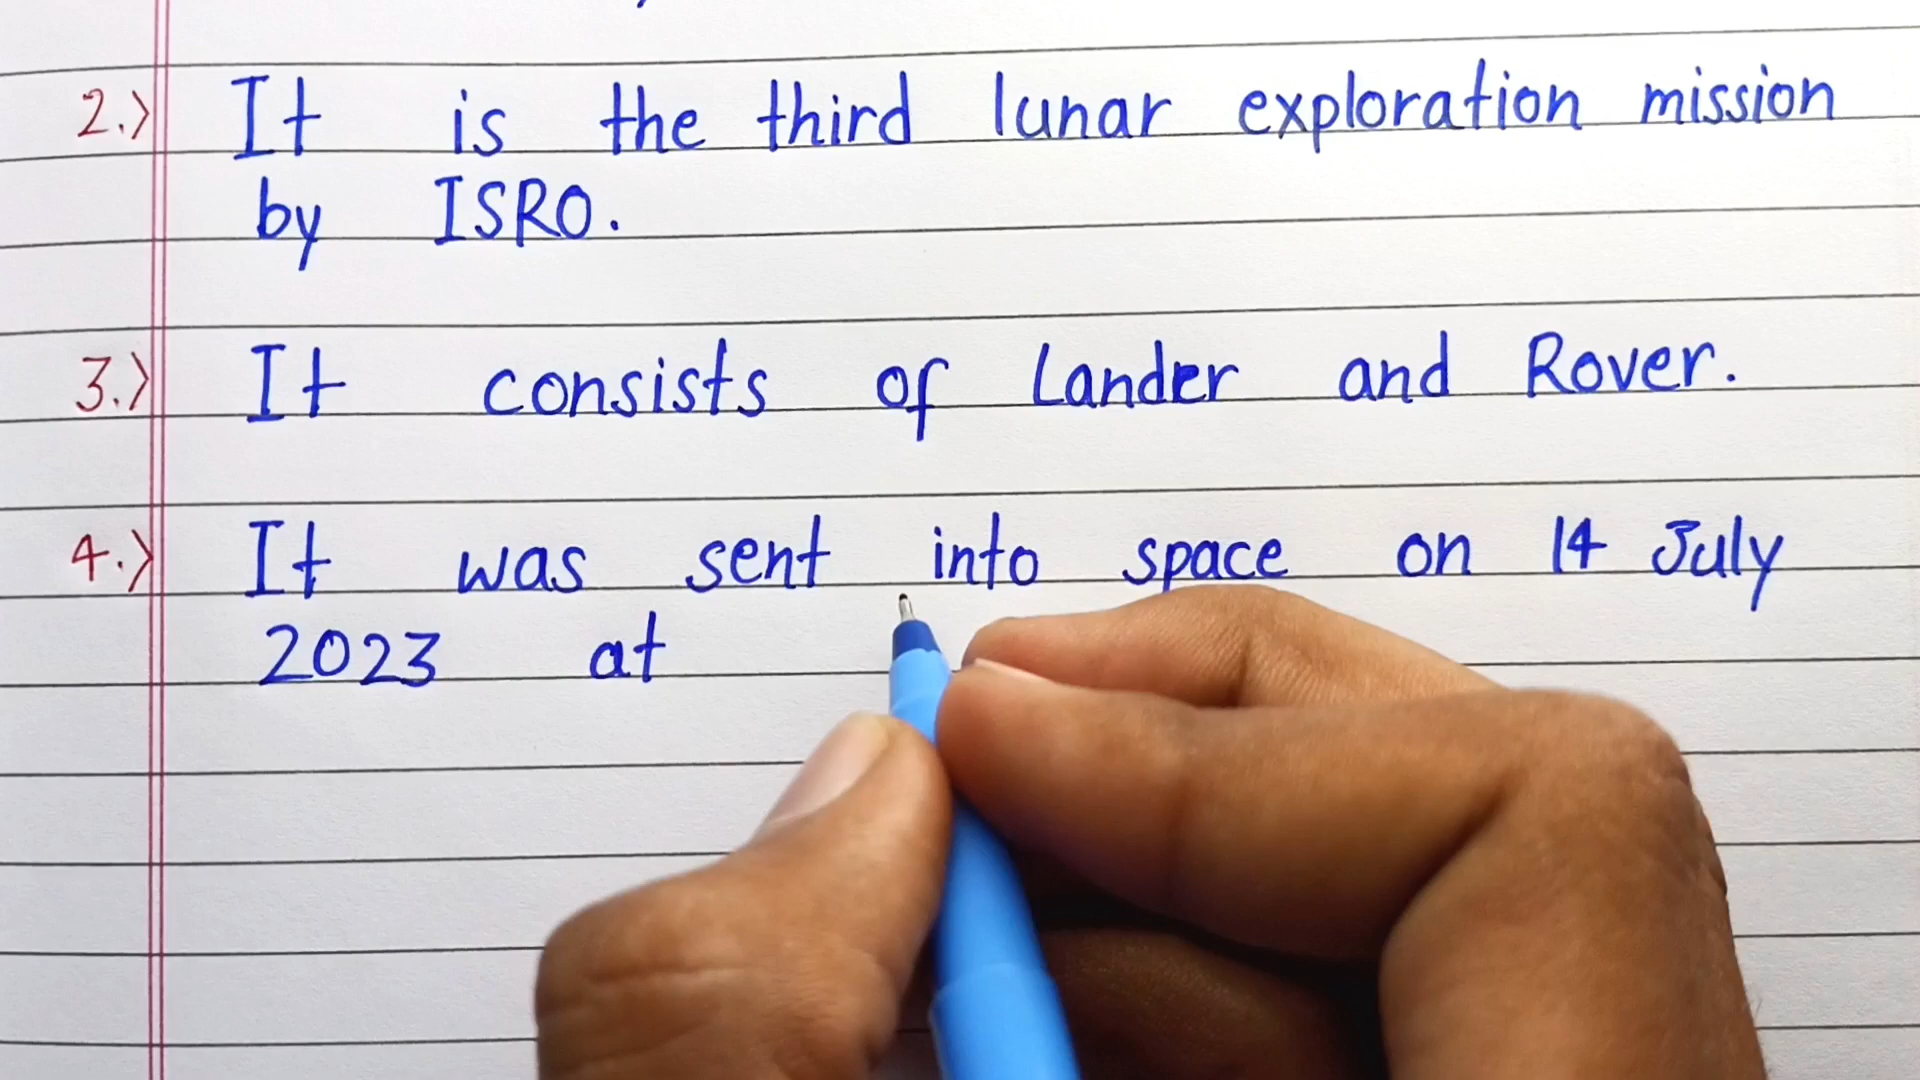 2.) It is the third lunar exploration mission
by ISRO.
3.) It consists of Lander and Rover.
4.) It was sent into space on 14 July
2023 at